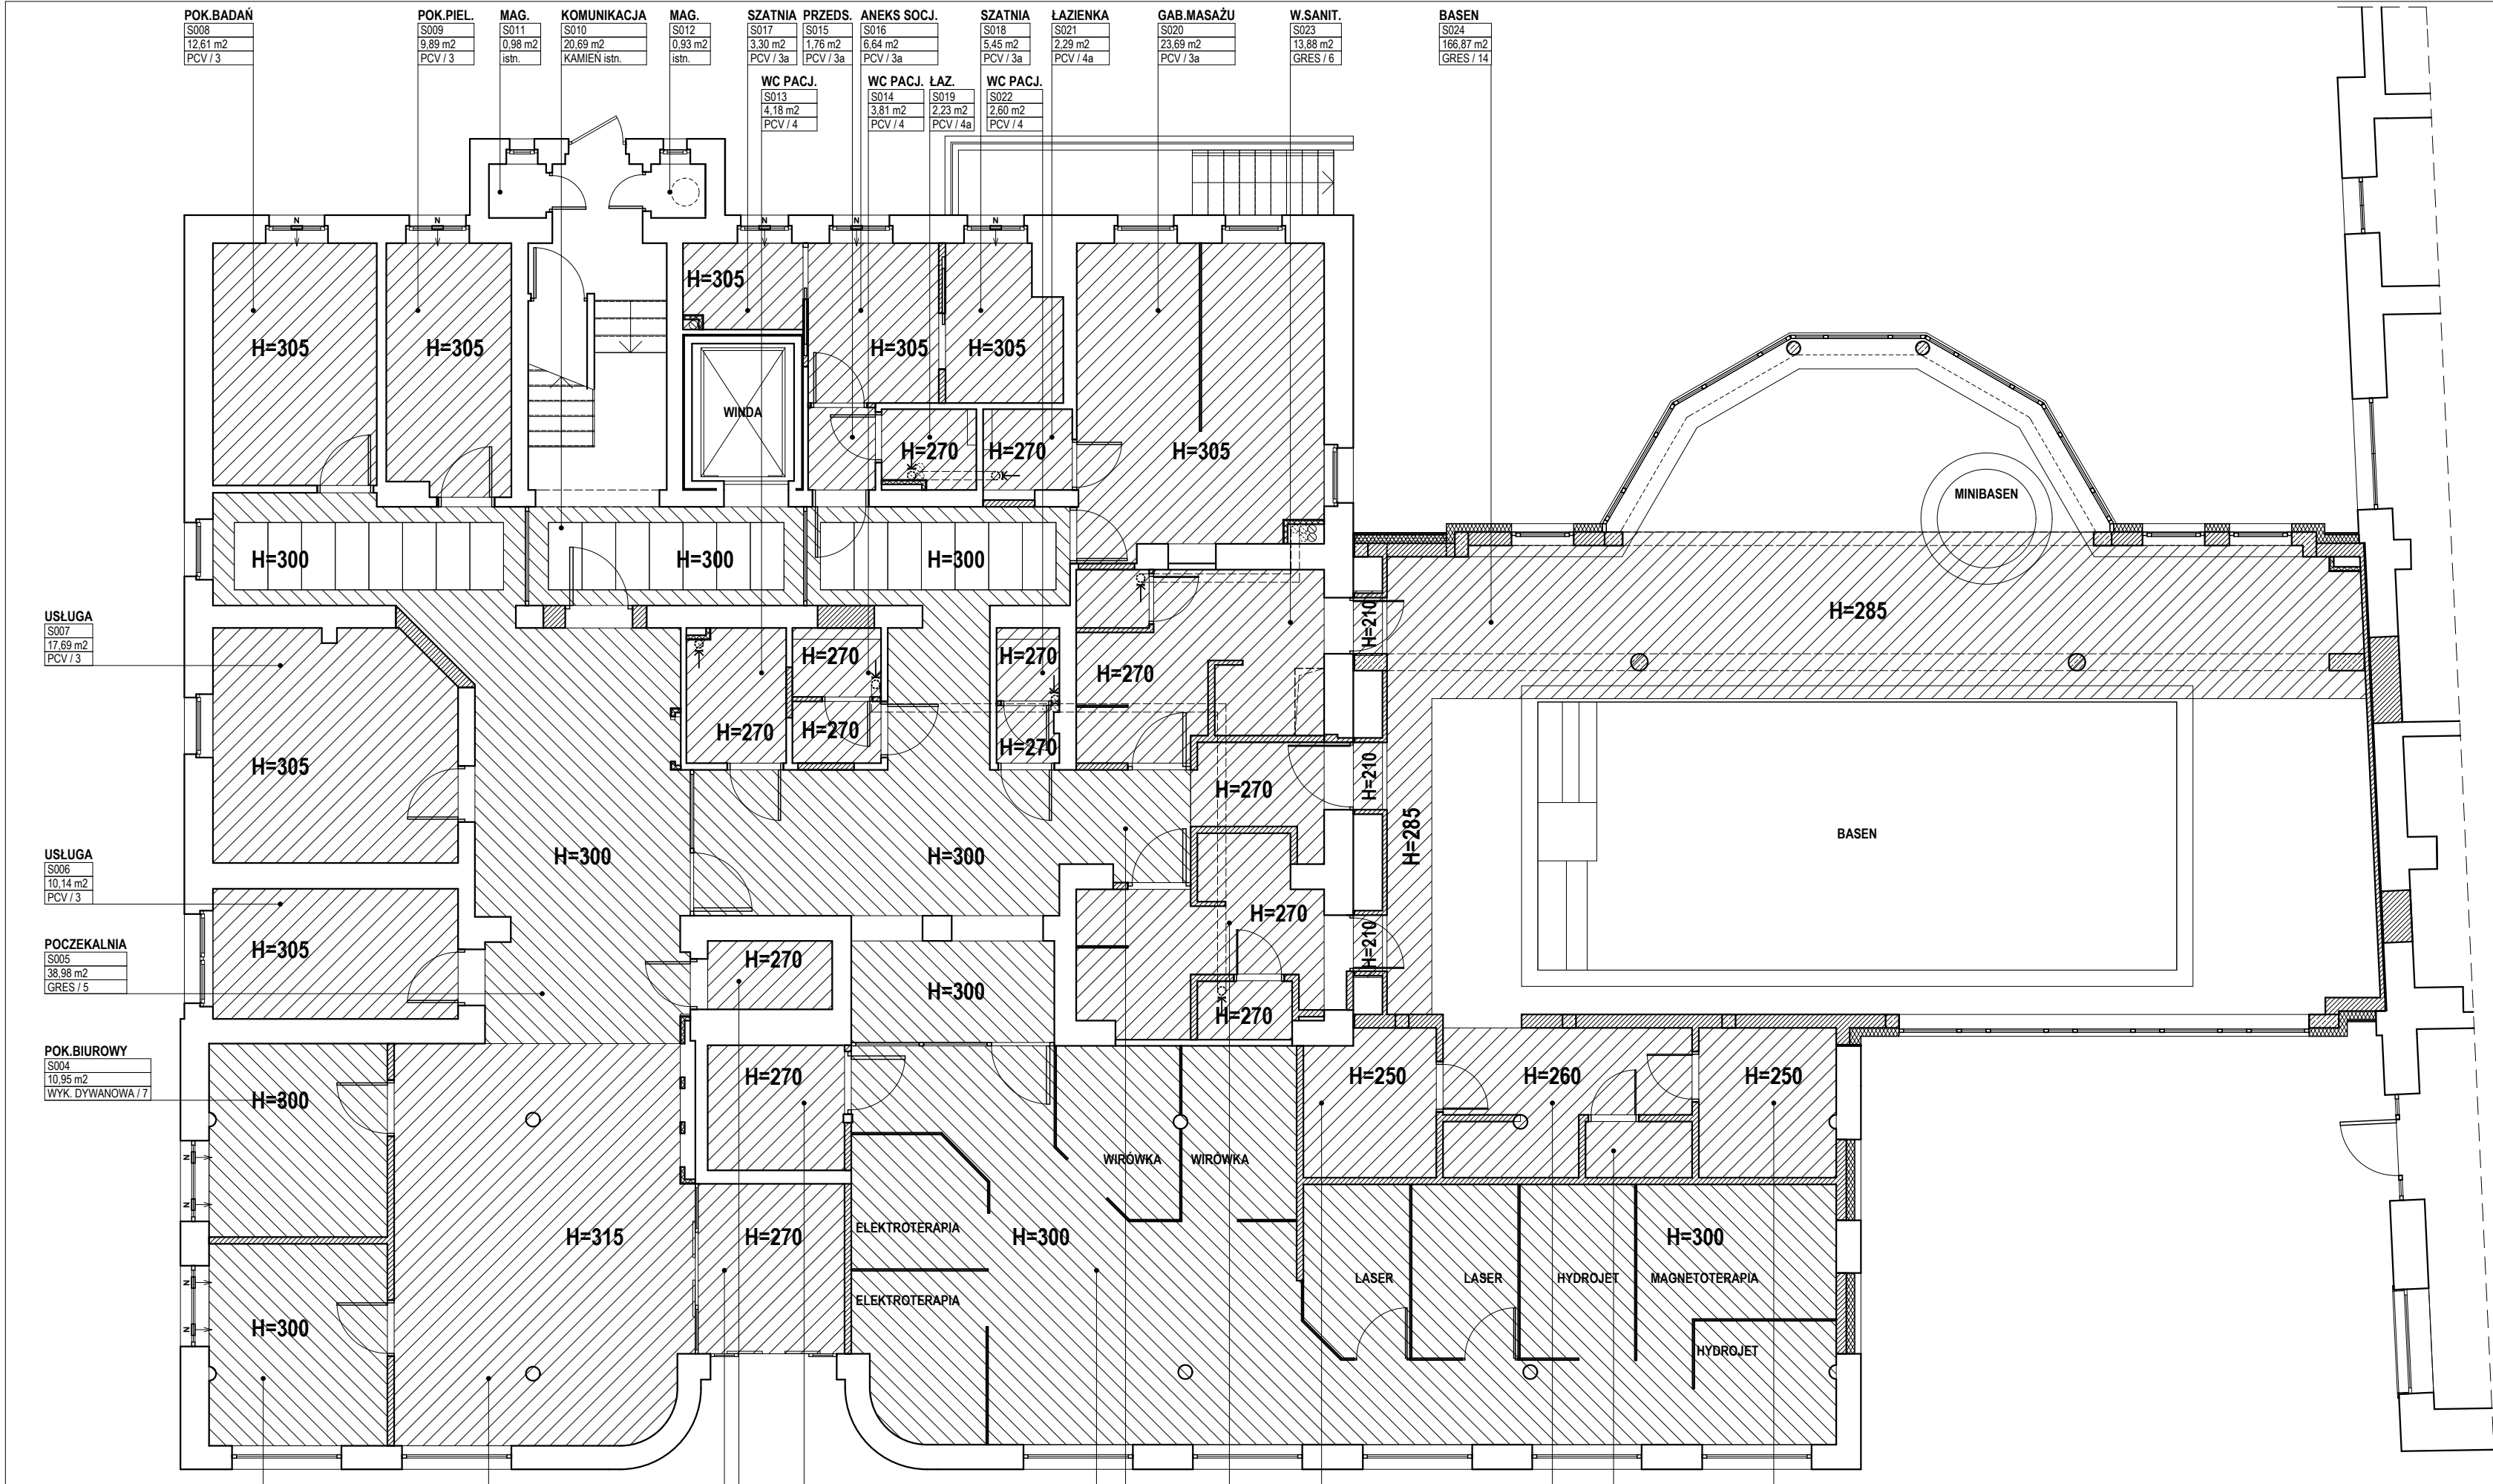 POK.BADAŃ
S008
12,61 m2
PCV / 3
POK.PIEL.
S009
9,89 m2
PCV / 3
MAG.
S011
0,98 m2
istn.
KOMUNIKACJA
S010
20,69 m2
KAMIEŃ istn.
MAG.
S012
0,93 m2
istn.
SZATNIA
S017
3,30 m2
PCV / 3a
PRZEDS.
S015
1,76 m2
PCV / 3a
ANEKS SOCJ.
S016
6,64 m2
PCV / 3a
SZATNIA
S018
5,45 m2
PCV / 3a
ŁAZIENKA
S021
2,29 m2
PCV / 4a
GAB.MASAŻU
S020
23,69 m2
PCV / 3a
W.SANIT.
S023
13,88 m2
GRES / 6
BASEN
S024
166,87 m2
GRES / 14
WC PACJ.
S013
4,18 m2
PCV / 4
WC PACJ.
S014
3,81 m2
PCV / 4
ŁAZ.
S019
2,23 m2
PCV / 4a
WC PACJ.
S022
2,60 m2
PCV / 4
N
N
N
N
N
H=305
H=305
H=305
H=305
H=305
WINDA
H=270
H=270
H=305
MINIBASEN
H=300
H=300
H=300
H=210
H=285
USŁUGA
S007
17,69 m2
PCV / 3
H=270
H=270
H=270
H=270
H=270
H=270
H=305
H=270
H=210
H=285
BASEN
USŁUGA
S006
10,14 m2
PCV / 3
H=300
H=300
H=270
H=210
POCZEKALNIA
S005
38,98 m2
GRES / 5
H=305
H=270
H=300
H=270
POK.BIUROWY
S004
10,95 m2
WYK. DYWANOWA / 7
H=300
H=270
H=250
H=260
H=250
WIRÓWKA
WIRÓWKA
N
N
ELEKTROTERAPIA
H=315
H=270
H=300
H=300
N
N
LASER
LASER
HYDROJET
MAGNETOTERAPIA
ELEKTROTERAPIA
H=300
HYDROJET